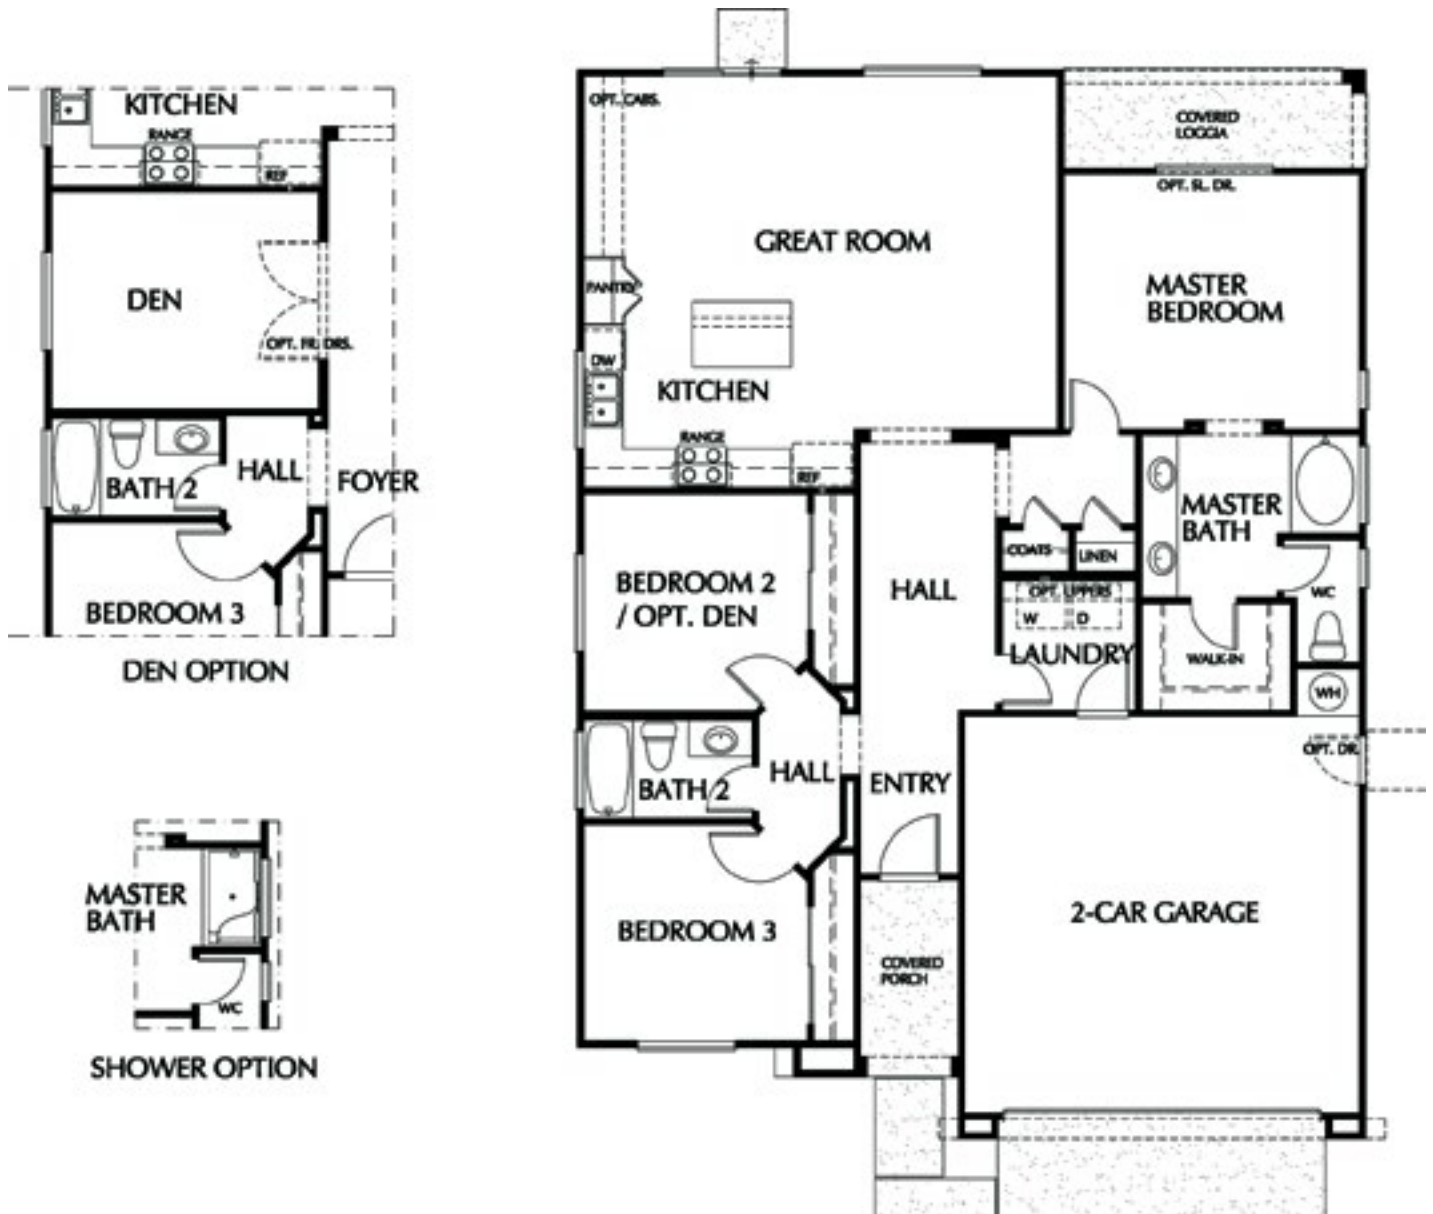 KITCHEN
RANGE
REF
DEN
OPT. FR. DRS.
BATH 2
HALL
FOYER
BEDROOM 3
DEN OPTION
MASTER
BATH
WC
SHOWER OPTION
OPT. CABS.
COVERED
LOGGIA
OPT. SL. DR.
GREAT ROOM
PANTRY
MASTER
BEDROOM
DW
KITCHEN
RANGE
REF
MASTER
BATH
COATS
LINEN
BEDROOM 2
/ OPT. DEN
HALL
OPT. UPPERS
W
D
WC
LAUNDRY
WALK-IN
WH
OPT. DR.
BATH 2
HALL
ENTRY
BEDROOM 3
COVERED
PORCH
2-CAR GARAGE